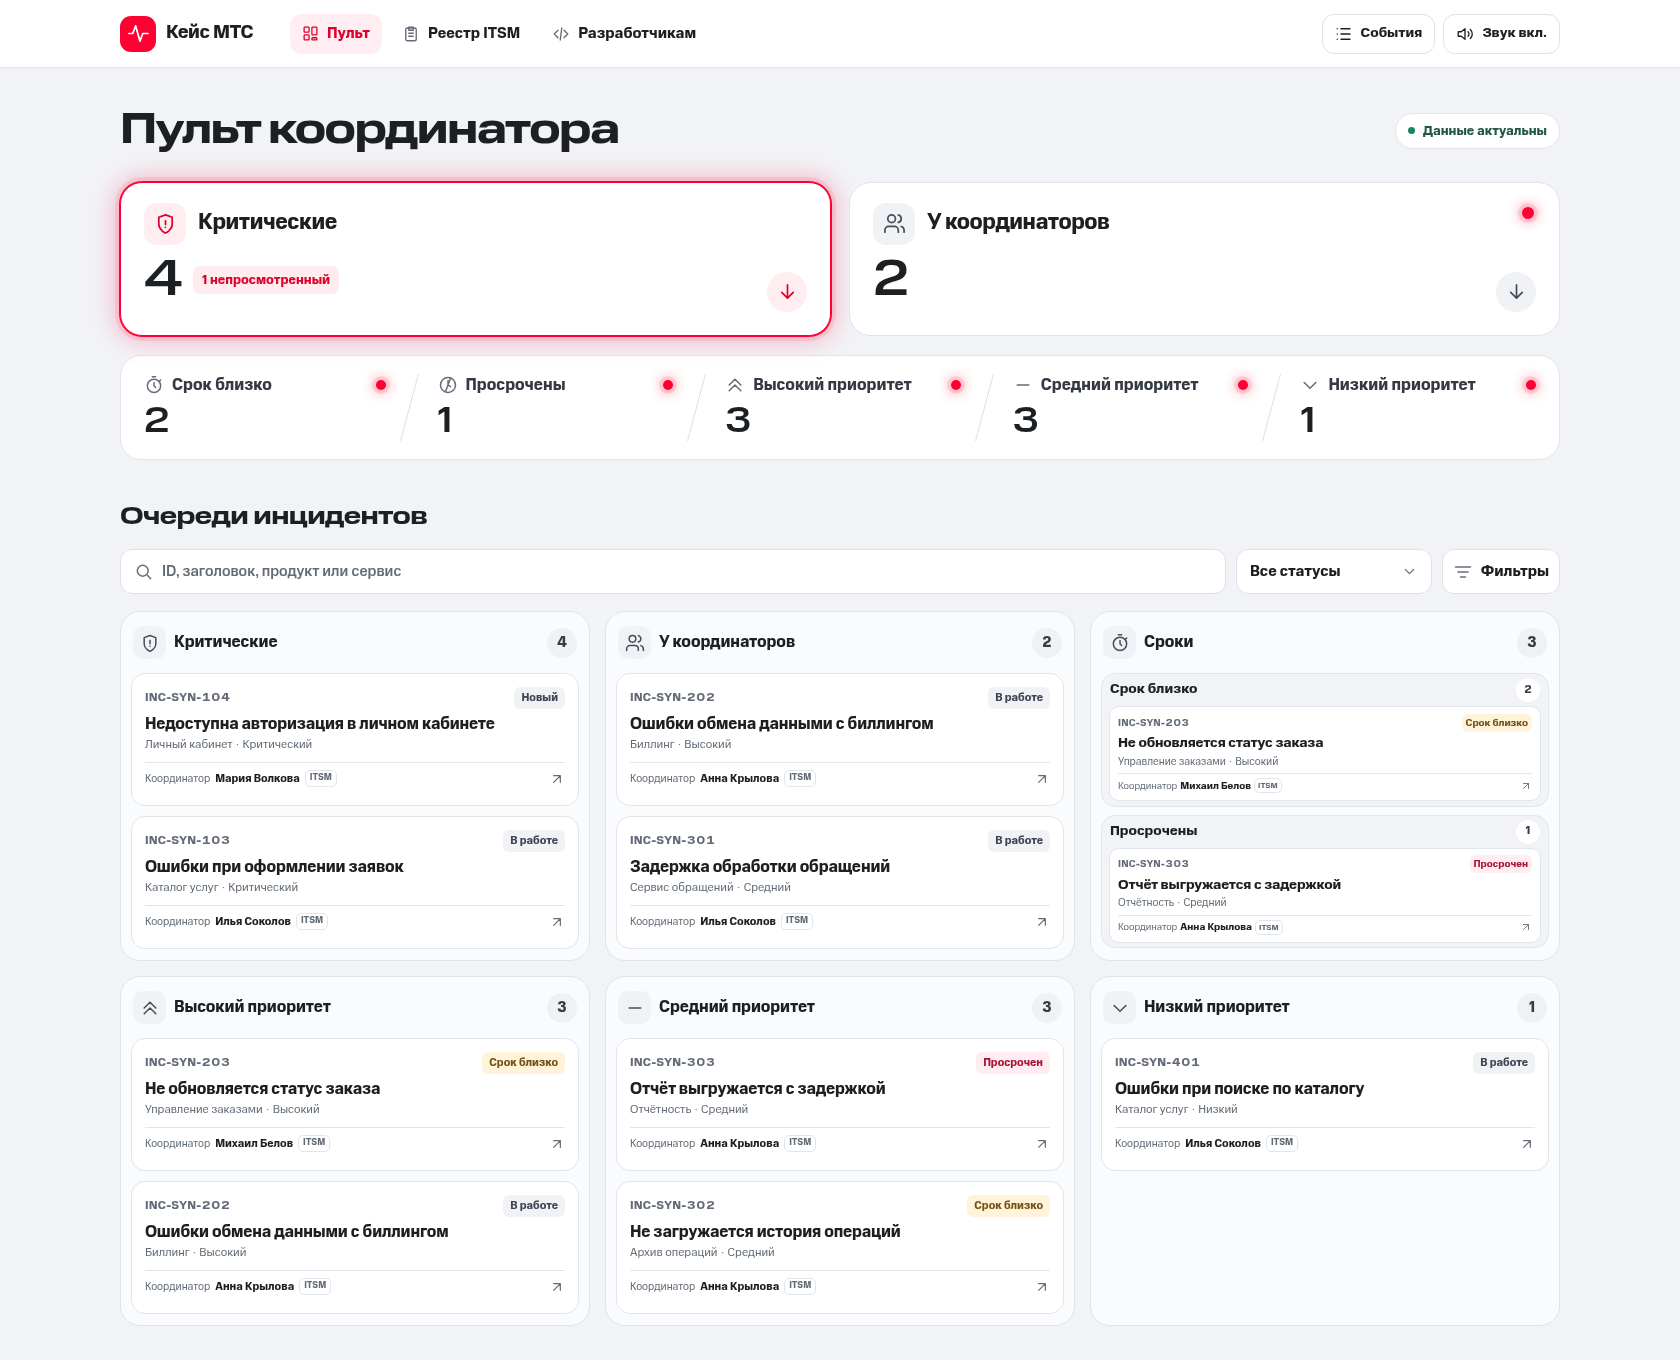 Кейс МТС
Пульт
Реестр ITSM
Разработчикам
События
Звук вкл.
Пульт координатора
Данные актуальны
Критические
4
1 непросмотренный
У координаторов
2
Срок близко
2
Просрочены
1
Высокий приоритет
3
Средний приоритет
3
Низкий приоритет
1
Очереди инцидентов
ID, заголовок, продукт или сервис
Все статусы
Фильтры
Критические
4
INC-SYN-104
Новый
Недоступна авторизация в личном кабинете
Личный кабинет · Критический
Координатор Мария Волкова ITSM
INC-SYN-103
В работе
Ошибки при оформлении заявок
Каталог услуг · Критический
Координатор Илья Соколов ITSM
У координаторов
2
INC-SYN-202
В работе
Ошибки обмена данными с биллингом
Биллинг · Высокий
Координатор Анна Крылова ITSM
INC-SYN-301
В работе
Задержка обработки обращений
Сервис обращений · Средний
Координатор Илья Соколов ITSM
Сроки
3
Срок близко
2
INC-SYN-203
Срок близко
Не обновляется статус заказа
Управление заказами · Высокий
Координатор Михаил Белов ITSM
Просрочены
1
INC-SYN-303
Просрочен
Отчёт выгружается с задержкой
Отчётность · Средний
Координатор Анна Крылова ITSM
Высокий приоритет
3
INC-SYN-203
Срок близко
Не обновляется статус заказа
Управление заказами · Высокий
Координатор Михаил Белов ITSM
INC-SYN-202
В работе
Ошибки обмена данными с биллингом
Биллинг · Высокий
Координатор Анна Крылова ITSM
Средний приоритет
3
INC-SYN-303
Просрочен
Отчёт выгружается с задержкой
Отчётность · Средний
Координатор Анна Крылова ITSM
INC-SYN-302
Срок близко
Не загружается история операций
Архив операций · Средний
Координатор Анна Крылова ITSM
Низкий приоритет
1
INC-SYN-401
В работе
Ошибки при поиске по каталогу
Каталог услуг · Низкий
Координатор Илья Соколов ITSM